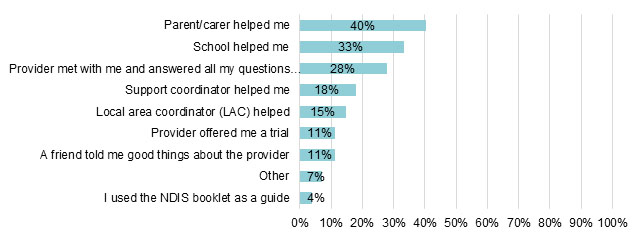 Parent/carer helped me 40%
School helped me 33%
Provider met with me and answered all my questions... 28%
Support coordinator helped me 18%
Local area coordinator (LAC) helped 15%
Provider offered me a trial 11%
A friend told me good things about the provider 11%
Other 7%
I used the NDIS booklet as a guide 4%
0% 10% 20% 30% 40% 50% 60% 70% 80% 90% 100%